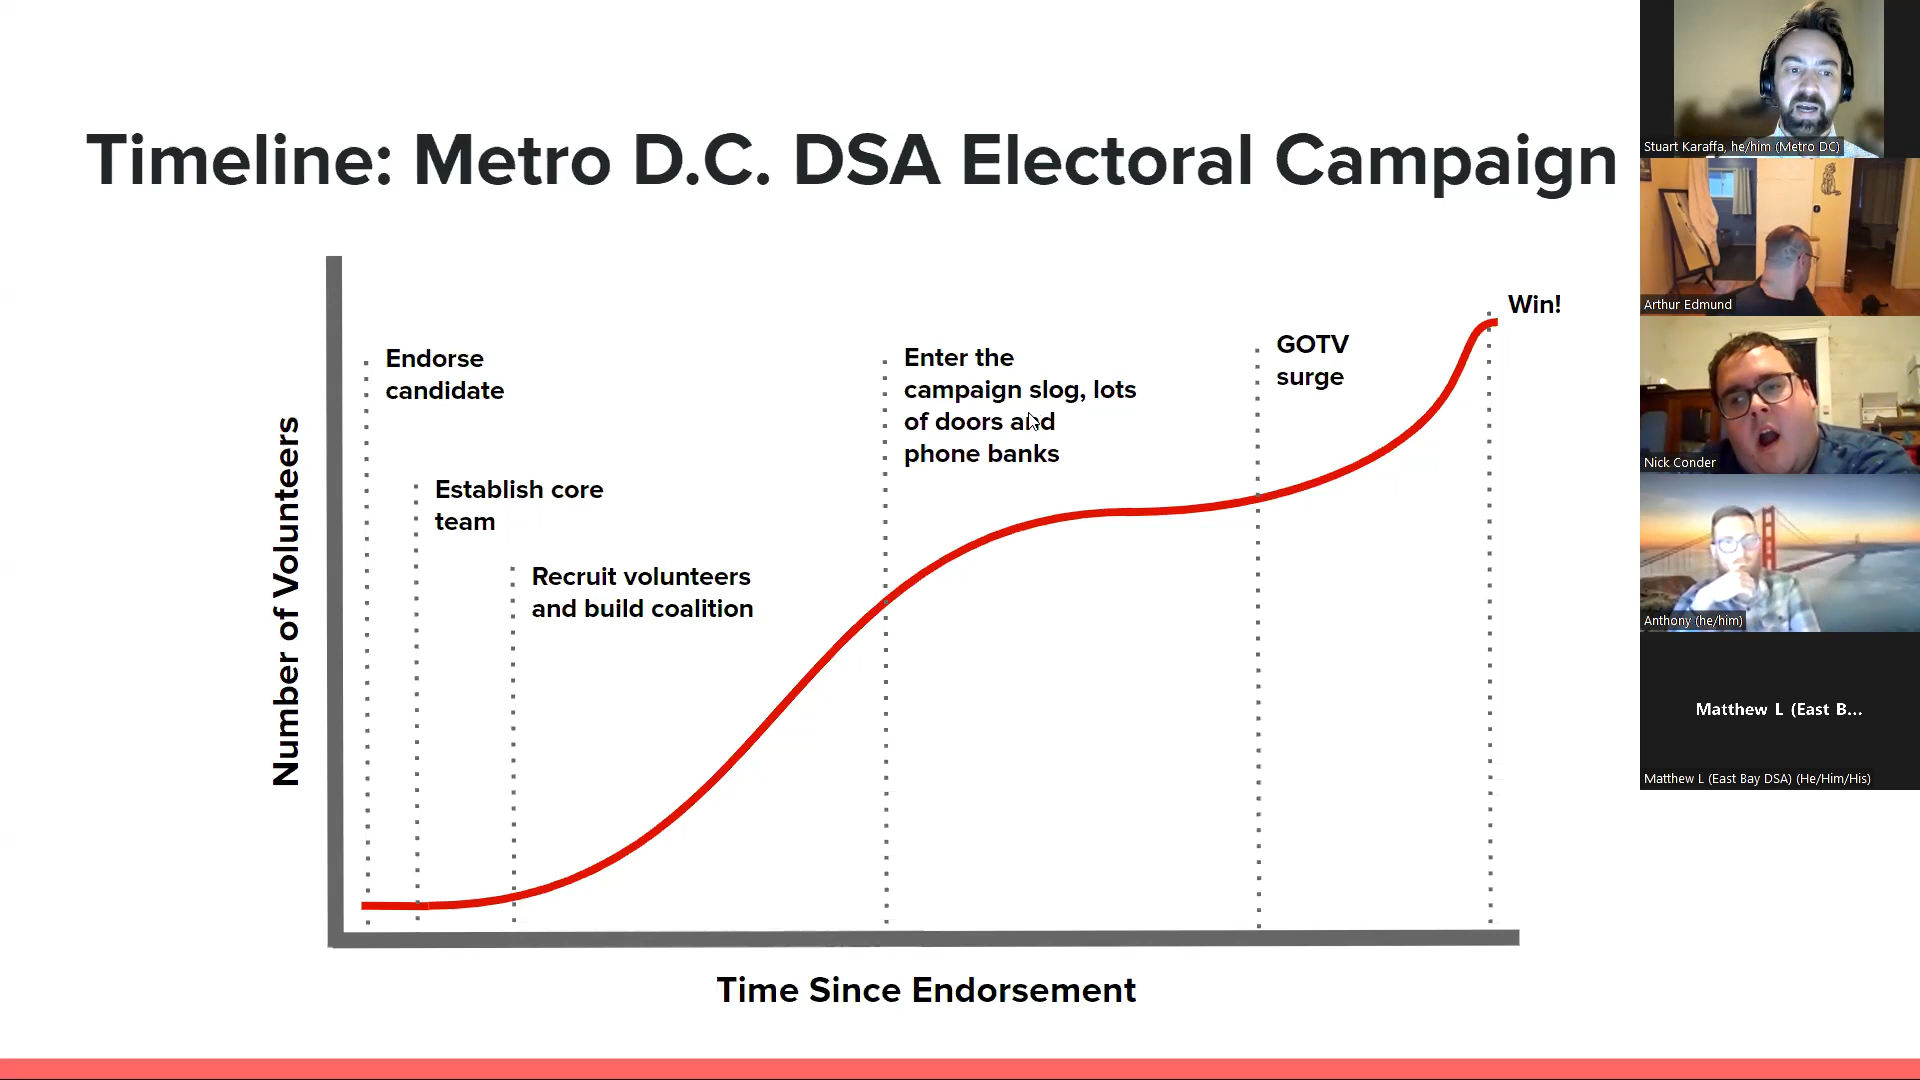 Timeline: Metro D.C. DSA Electoral Campaign
Win!
Endorse
candidate
Enter the
campaign slog, lots
of doors and
phone banks
GOTV
surge
Establish core
team
Recruit volunteers
and build coalition
Number of Volunteers
Time Since Endorsement
Stuart Karaffa, he/him (Metro DC)
Arthur Edmund
Nick Conder
Anthony (he/him)
Matthew L (East B...
Matthew L (East Bay DSA) (He/Him/His)